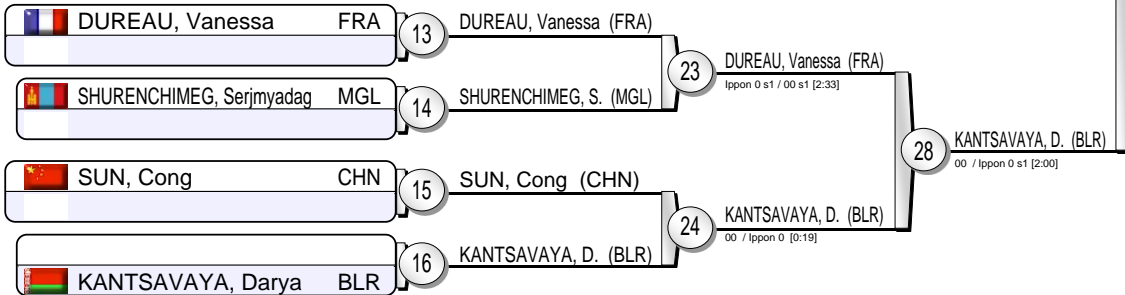 DUREAU, Vanessa FRA
13
DUREAU, Vanessa (FRA)
23
DUREAU, Vanessa (FRA)
Ippon 0 s1 / 00 s1 [2:33]
SHURENCHIMEG, Serjmyadag MGL
14
SHURENCHIMEG, S. (MGL)
28
KANTSAVAYA, D. (BLR)
00 / Ippon 0 s1 [2:00]
SUN, Cong CHN
15
SUN, Cong (CHN)
24
KANTSAVAYA, D. (BLR)
00 / Ippon 0 [0:19]
KANTSAVAYA, Darya BLR
16
KANTSAVAYA, D. (BLR)